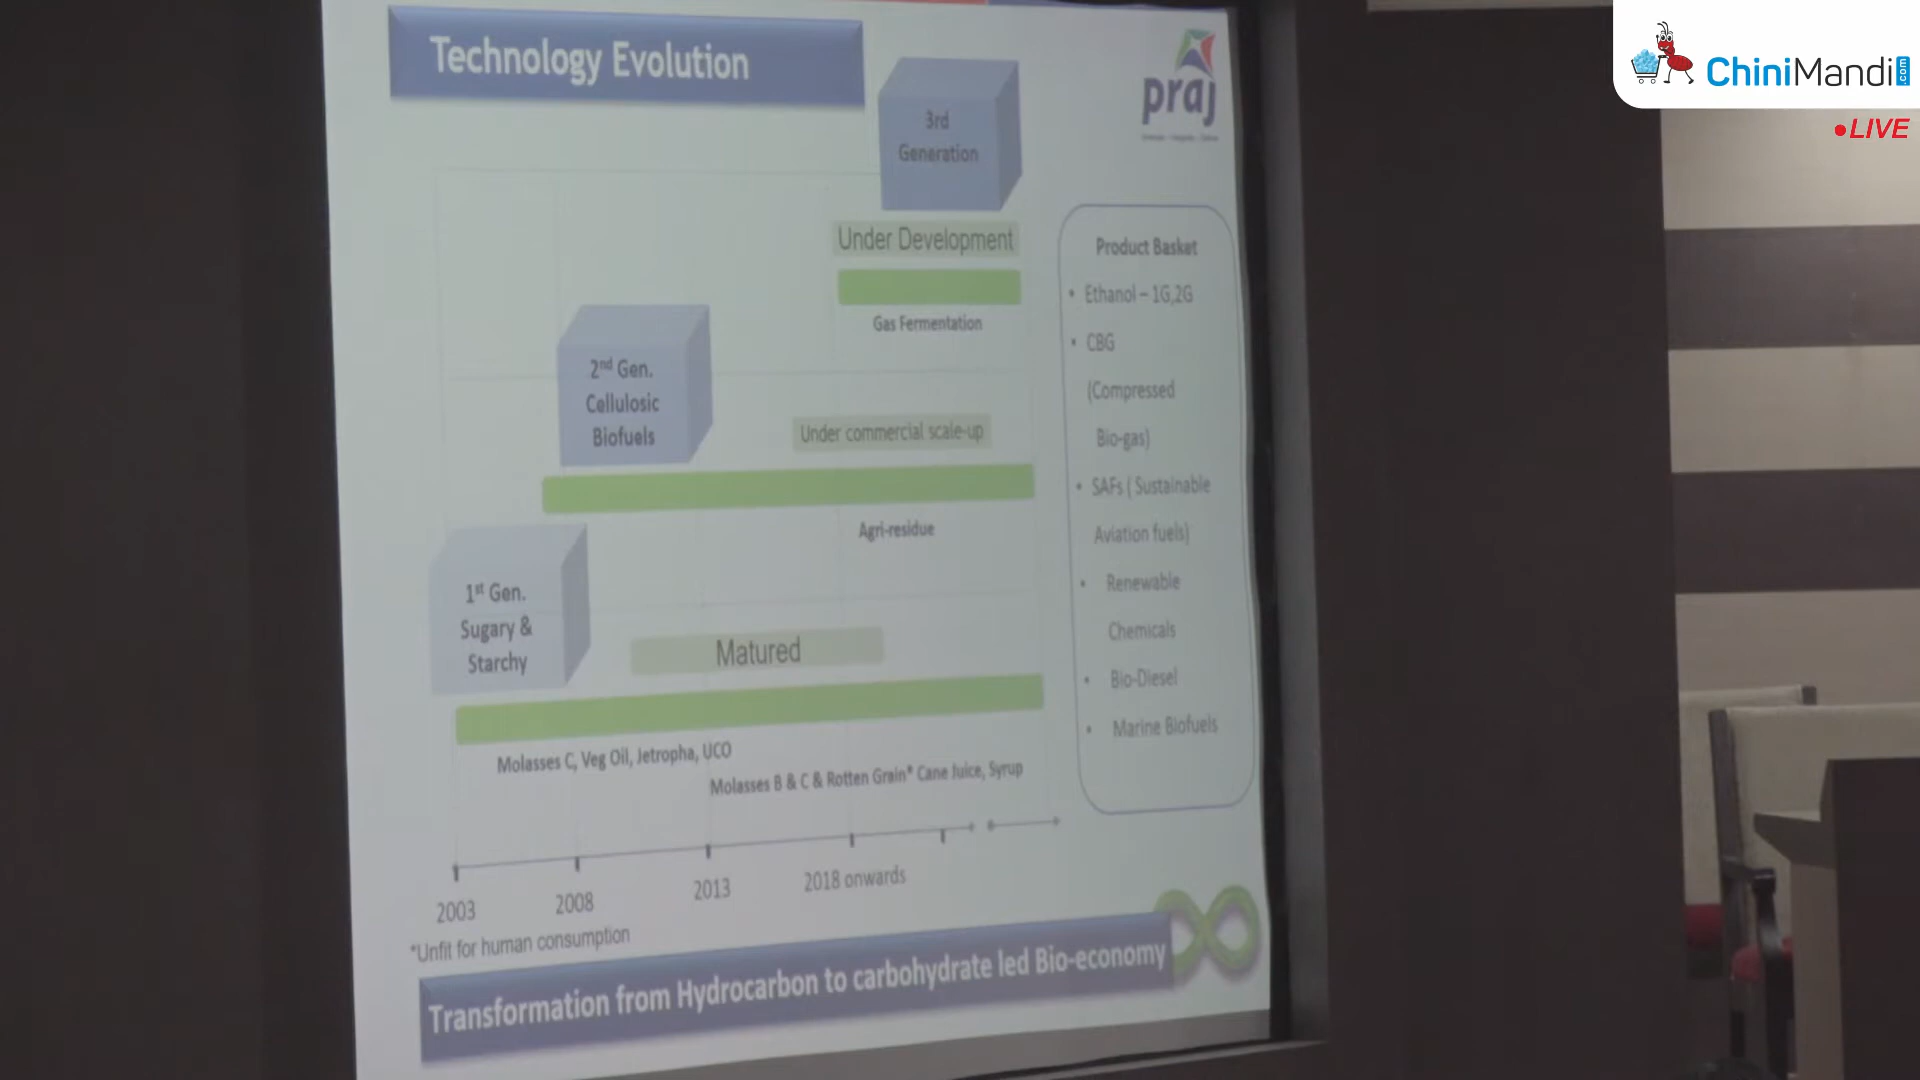 Technology Evolution
praj
ChiniMandi
.com
LIVE
3rd
Generation
Under Development
Gas Fermentation
2nd Gen.
Cellulosic
Biofuels
Under commercial scale-up
Agri-residue
1st Gen.
Sugary &
Starchy
Matured
Molasses C, Veg Oil, Jetropha, UCO
Molasses B & C & Rotten Grain* Cane Juice, Syrup
2003
2008
2013
2018 onwards
*Unfit for human consumption
Product Basket
• Ethanol – 1G,2G
• CBG
(Compressed
Bio-gas)
• SAFs ( Sustainable
Aviation fuels)
• Renewable
Chemicals
• Bio-Diesel
• Marine Biofuels
Transformation from Hydrocarbon to carbohydrate led Bio-economy